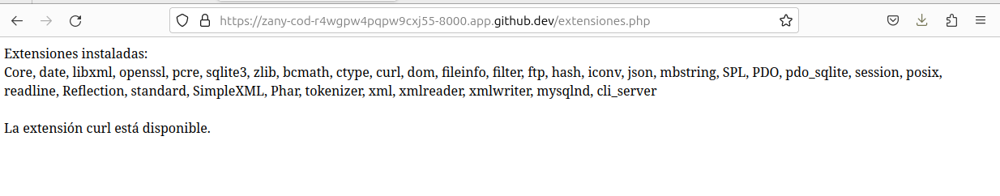 https://zany-cod-r4wgpw4pqpw9cxj55-8000.app.github.dev/extensiones.php
Extensiones instaladas:
Core, date, libxml, openssl, pcre, sqlite3, zlib, bcmath, ctype, curl, dom, fileinfo, filter, ftp, hash, iconv, json, mbstring, SPL, PDO, pdo_sqlite, session, posix,
readline, Reflection, standard, SimpleXML, Phar, tokenizer, xml, xmlreader, xmlwriter, mysqlnd, cli_server
La extensión curl está disponible.